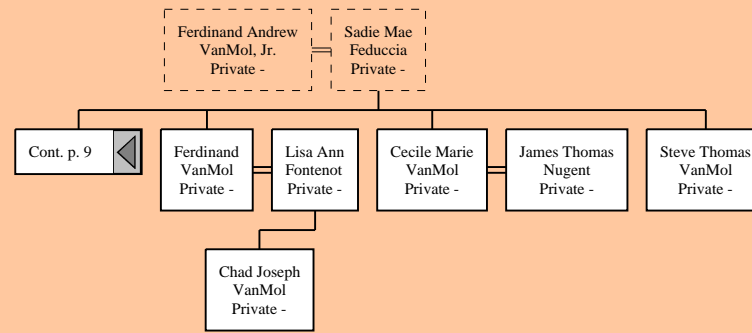 Ferdinand Andrew
VanMol, Jr.
Private -
Sadie Mae
Feduccia
Private -
Cont. p. 9
Ferdinand
VanMol
Private -
Lisa Ann
Fontenot
Private -
Cecile Marie
VanMol
Private -
James Thomas
Nugent
Private -
Steve Thomas
VanMol
Private -
Chad Joseph
VanMol
Private -